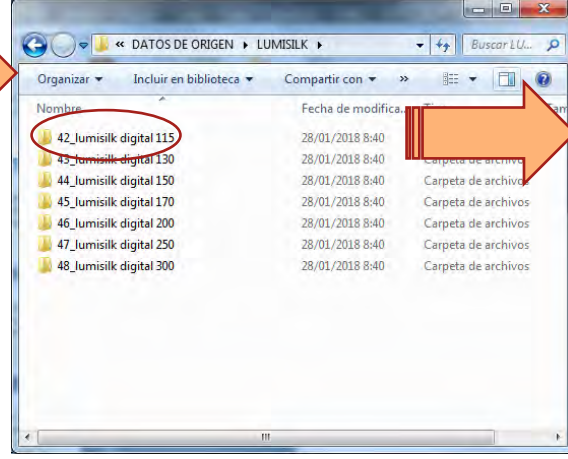 « DATOS DE ORIGEN ▸ LUMISILK ▸ Buscar LU...
Organizar Incluir en biblioteca Compartir con »
Nombre Fecha de modifica...
42_lumisilk digital 115 28/01/2018 8:40
43_lumisilk digital 130 28/01/2018 8:40 Carpeta de archivos
44_lumisilk digital 150 28/01/2018 8:40 Carpeta de archivos
45_lumisilk digital 170 28/01/2018 8:40 Carpeta de archivos
46_lumisilk digital 200 28/01/2018 8:40 Carpeta de archivos
47_lumisilk digital 250 28/01/2018 8:40 Carpeta de archivos
48_lumisilk digital 300 28/01/2018 8:40 Carpeta de archivos